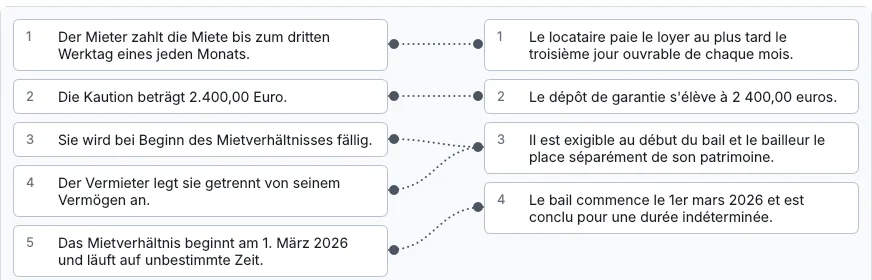 1
Der Mieter zahlt die Miete bis zum dritten
Werktag eines jeden Monats.
2
Die Kaution beträgt 2.400,00 Euro.
3
Sie wird bei Beginn des Mietverhältnisses fällig.
4
Der Vermieter legt sie getrennt von seinem
Vermögen an.
5
Das Mietverhältnis beginnt am 1. März 2026
und läuft auf unbestimmte Zeit.
1
Le locataire paie le loyer au plus tard le
troisième jour ouvrable de chaque mois.
2
Le dépôt de garantie s'élève à 2 400,00 euros.
3
Il est exigible au début du bail et le bailleur le
place séparément de son patrimoine.
4
Le bail commence le 1er mars 2026 et est
conclu pour une durée indéterminée.